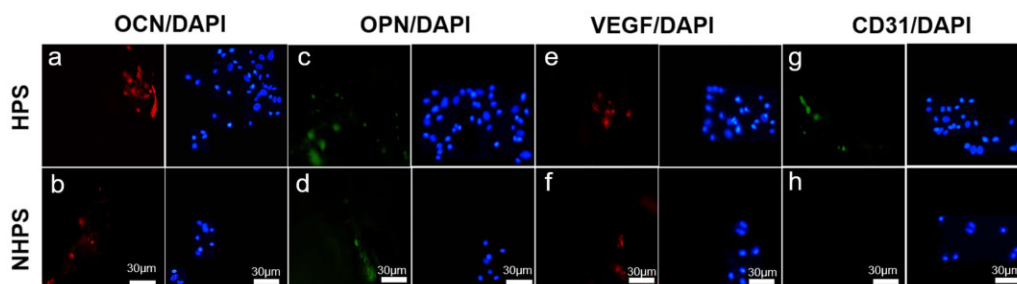 OCN/DAPI OPN/DAPI VEGF/DAPI CD31/DAPI
HPS
a c e g
NHPS
b d f h
30μm 30μm 30μm 30μm 30μm 30μm 30μm 30μm